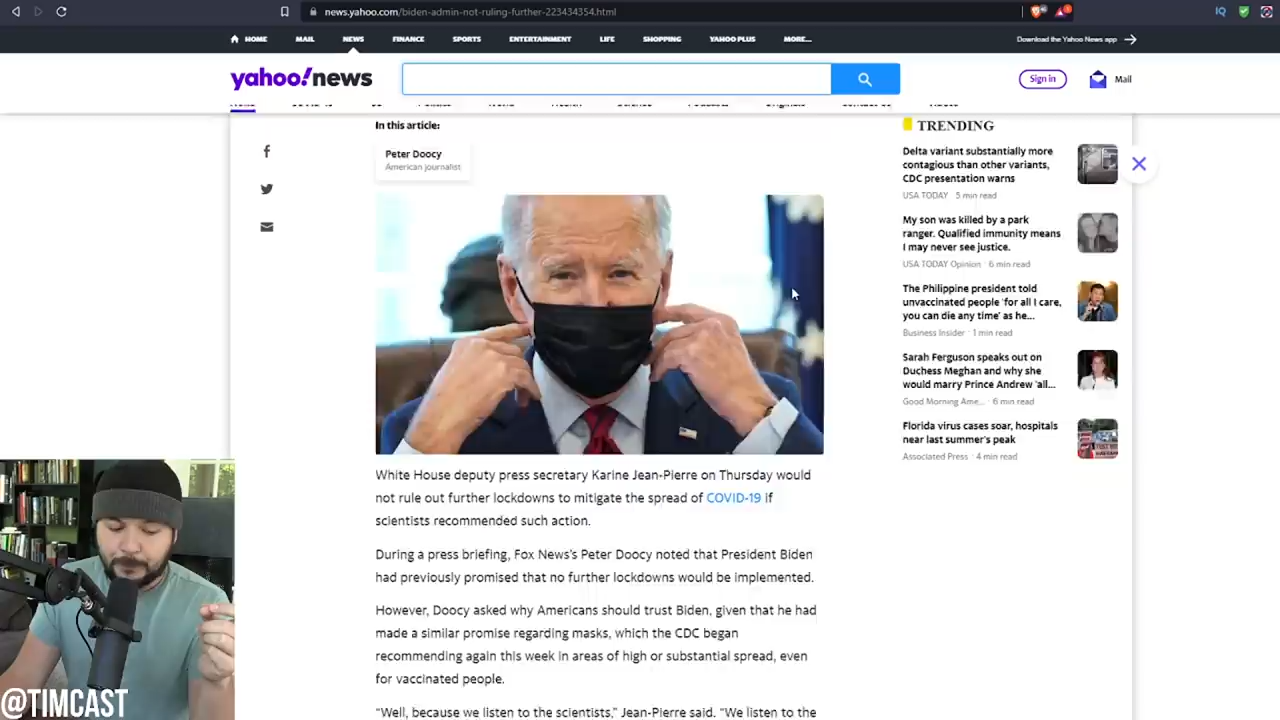 news.yahoo.com/biden-admin-not-ruling-further-223434354.html
HOME MAIL NEWS FINANCE SPORTS ENTERTAINMENT LIFE SHOPPING YAHOO PLUS MORE... Download the Yahoo News app
yahoo!news
Sign in
Mail
In this article:
Peter Doocy
American journalist
White House deputy press secretary Karine Jean-Pierre on Thursday would
not rule out further lockdowns to mitigate the spread of COVID-19 if
scientists recommended such action.
During a press briefing, Fox News's Peter Doocy noted that President Biden
had previously promised that no further lockdowns would be implemented.
However, Doocy asked why Americans should trust Biden, given that he had
made a similar promise regarding masks, which the CDC began
recommending again this week in areas of high or substantial spread, even
for vaccinated people.
"Well, because we listen to the scientists," Jean-Pierre said. "We listen to the
TRENDING
Delta variant substantially more
contagious than other variants,
CDC presentation warns
USA TODAY · 5 min read
My son was killed by a park
ranger. Qualified immunity means
I may never see justice.
USA TODAY Opinion · 6 min read
The Philippine president told
unvaccinated people 'for all I care,
you can die any time' as he...
Business Insider · 1 min read
Sarah Ferguson speaks out on
Duchess Meghan and why she
would marry Prince Andrew 'all...
Good Morning Ame... · 6 min read
Florida virus cases soar, hospitals
near last summer's peak
Associated Press · 4 min read
@TIMCAST